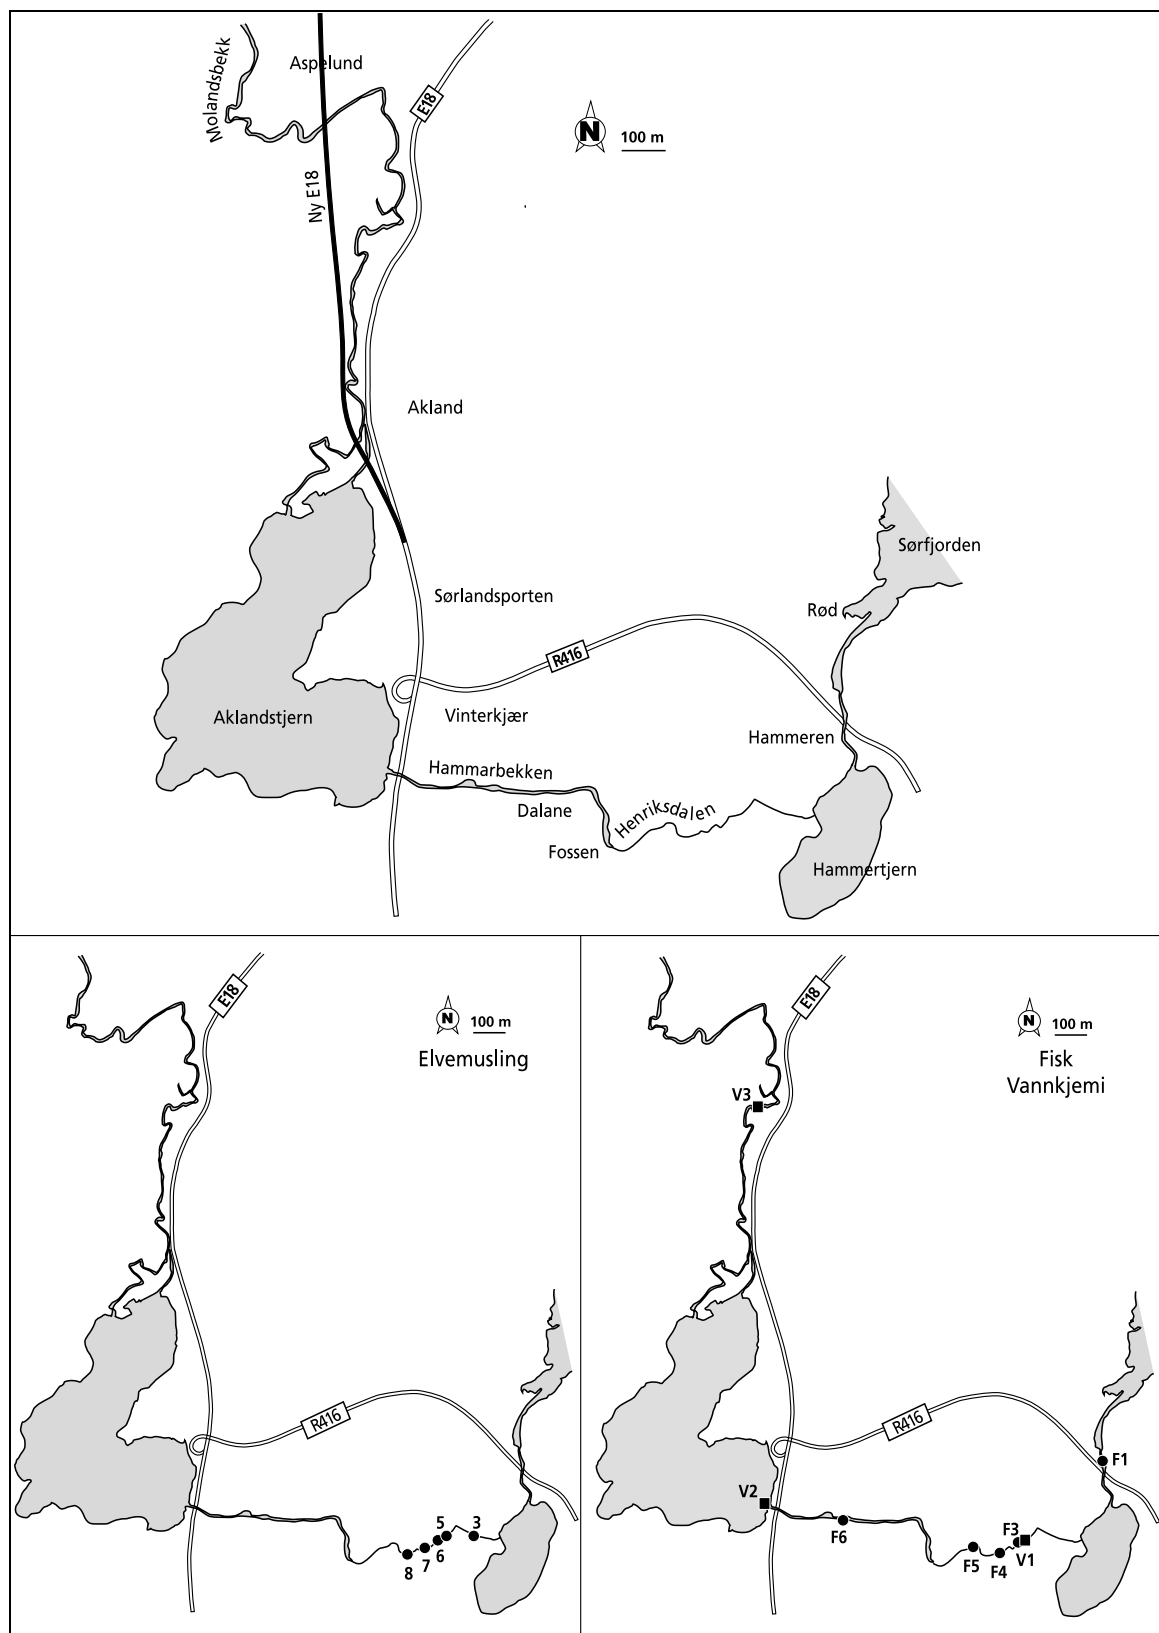 Molandsbekk
Aspelund
E18
N
100 m
Ny E18
Akland
Sørfjorden
Sørlandsporten
Rød
R416
Aklandstjern
Vinterkjær
Hammeren
Hammarbekken
Dalane
Henriksdalen
Fossen
Hammertjern
E18
N
100 m
Elvemusling
R416
5
3
6
7
8
E18
N
100 m
Fisk
Vannkjemi
V3
R416
F1
V2
F6
F3
F5
F4
V1